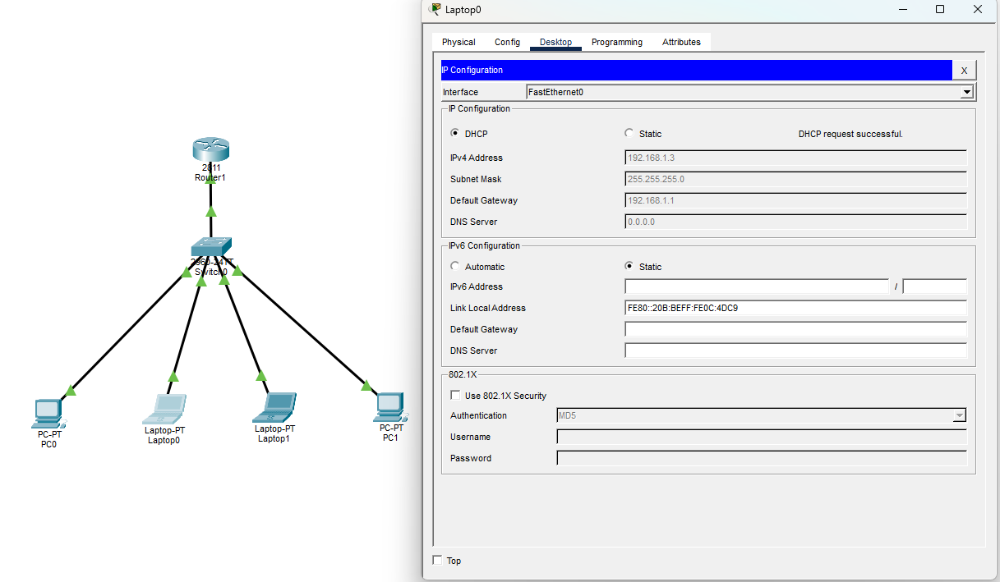 Laptop0
Physical Config Desktop Programming Attributes
IP Configuration X
Interface FastEthernet0
IP Configuration
DHCP Static DHCP request successful.
IPv4 Address 192.168.1.3
Subnet Mask 255.255.255.0
Default Gateway 192.168.1.1
DNS Server 0.0.0.0
IPv6 Configuration
Automatic Static
IPv6 Address /
Link Local Address FE80::20B:BEFF:FE0C:4DC9
Default Gateway
DNS Server
802.1X
Use 802.1X Security
Authentication MD5
Username
Password
Top
2811
Router1
2960-24TT
Switch0
PC-PT
PC0
Laptop-PT
Laptop0
Laptop-PT
Laptop1
PC-PT
PC1